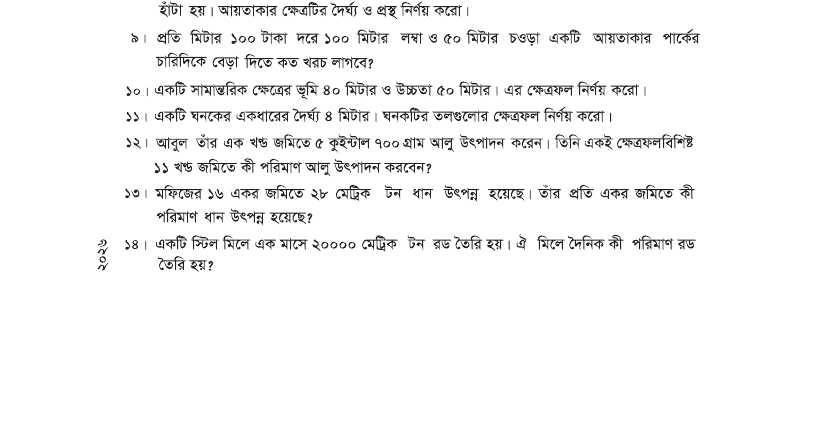 হাঁটা হয়। আয়তাকার ক্ষেত্রটির দৈর্ঘ্য ও প্রস্থ নির্ণয় করো।
৯। প্রতি মিটার ১০০ টাকা দরে ১০০ মিটার লম্বা ও ৫০ মিটার চওড়া একটি আয়তাকার পার্কের
চারিদিকে বেড়া দিতে কত খরচ লাগবে?
১০। একটি সামান্তরিক ক্ষেত্রের ভূমি ৪০ মিটার ও উচ্চতা ৫০ মিটার। এর ক্ষেত্রফল নির্ণয় করো।
১১। একটি ঘনকের একধারের দৈর্ঘ্য ৪ মিটার। ঘনকটির তলগুলোর ক্ষেত্রফল নির্ণয় করো।
১২। আবুল তাঁর এক খন্ড জমিতে ৫ কুইন্টাল ৭০০ গ্রাম আলু উৎপাদন করেন। তিনি একই ক্ষেত্রফলবিশিষ্ট
১১ খন্ড জমিতে কী পরিমাণ আলু উৎপাদন করবেন?
১৩। মফিজের ১৬ একর জমিতে ২৮ মেট্রিক টন ধান উৎপন্ন হয়েছে। তাঁর প্রতি একর জমিতে কী
পরিমাণ ধান উৎপন্ন হয়েছে?
১৪। একটি স্টিল মিলে এক মাসে ২০০০০ মেট্রিক টন রড তৈরি হয়। ঐ মিলে দৈনিক কী পরিমাণ রড
তৈরি হয়?
২০২৬